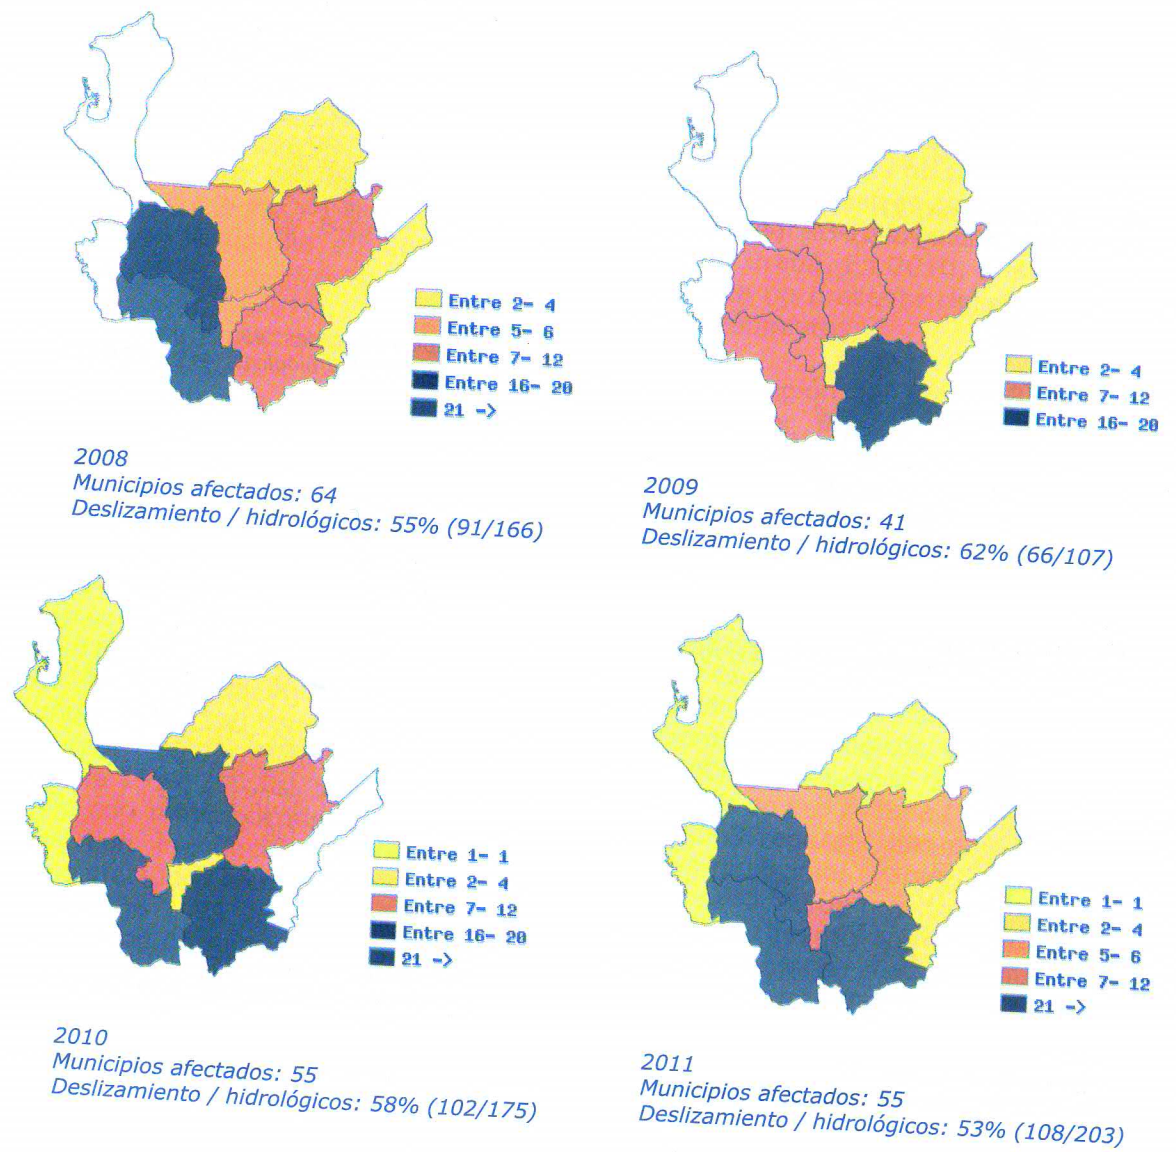 Entre 2- 4
Entre 5- 6
Entre 7- 12
Entre 16- 20
21 ->
2008
Municipios afectados: 64
Deslizamiento / hidrológicos: 55% (91/166)
Entre 2- 4
Entre 7- 12
Entre 16- 20
2009
Municipios afectados: 41
Deslizamiento / hidrológicos: 62% (66/107)
Entre 1- 1
Entre 2- 4
Entre 7- 12
Entre 16- 20
21 ->
2010
Municipios afectados: 55
Deslizamiento / hidrológicos: 58% (102/175)
Entre 1- 1
Entre 2- 4
Entre 5- 6
Entre 7- 12
21 ->
2011
Municipios afectados: 55
Deslizamiento / hidrológicos: 53% (108/203)